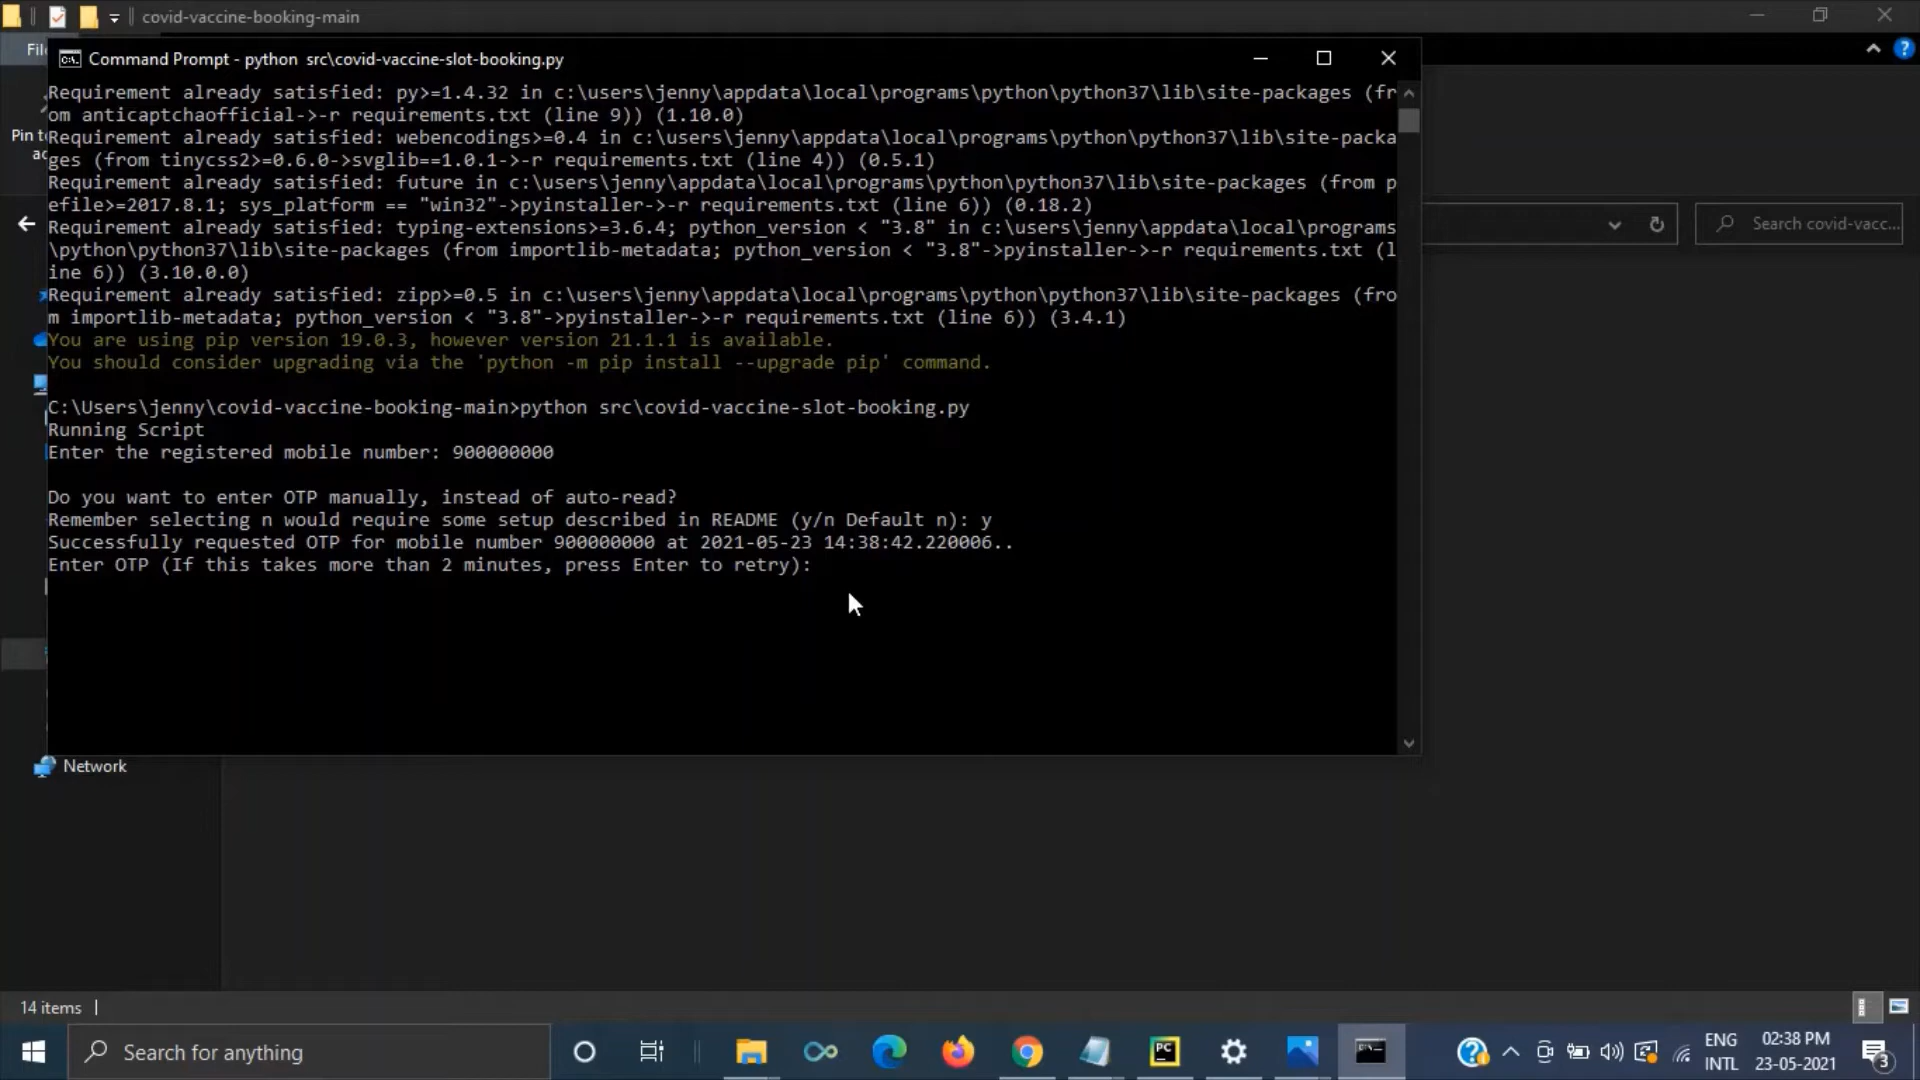 covid-vaccine-booking-main
Command Prompt - python  src\covid-vaccine-slot-booking.py
Requirement already satisfied: py>=1.4.32 in c:\users\jenny\appdata\local\programs\python\python37\lib\site-packages (fr
om anticaptchaofficial->-r requirements.txt (line 9)) (1.10.0)
Requirement already satisfied: webencodings>=0.4 in c:\users\jenny\appdata\local\programs\python\python37\lib\site-packa
ges (from tinycss2>=0.6.0->svglib==1.0.1->-r requirements.txt (line 4)) (0.5.1)
Requirement already satisfied: future in c:\users\jenny\appdata\local\programs\python\python37\lib\site-packages (from p
efile>=2017.8.1; sys_platform == "win32"->pyinstaller->-r requirements.txt (line 6)) (0.18.2)
Requirement already satisfied: typing-extensions>=3.6.4; python_version < "3.8" in c:\users\jenny\appdata\local\programs
\python\python37\lib\site-packages (from importlib-metadata; python_version < "3.8"->pyinstaller->-r requirements.txt (l
ine 6)) (3.10.0.0)
Requirement already satisfied: zipp>=0.5 in c:\users\jenny\appdata\local\programs\python\python37\lib\site-packages (fro
m importlib-metadata; python_version < "3.8"->pyinstaller->-r requirements.txt (line 6)) (3.4.1)
You are using pip version 19.0.3, however version 21.1.1 is available.
You should consider upgrading via the 'python -m pip install --upgrade pip' command.
C:\Users\jenny\covid-vaccine-booking-main>python src\covid-vaccine-slot-booking.py
Running Script
Enter the registered mobile number: 900000000
Do you want to enter OTP manually, instead of auto-read?
Remember selecting n would require some setup described in README (y/n Default n): y
Successfully requested OTP for mobile number 900000000 at 2021-05-23 14:38:42.220006..
Enter OTP (If this takes more than 2 minutes, press Enter to retry):
Search covid-vacc...
Network
14 items
Search for anything
ENG
INTL
02:38 PM
23-05-2021
3